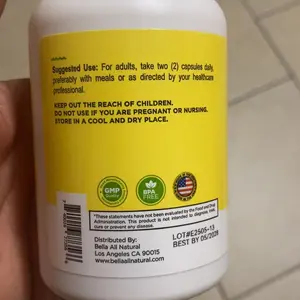 Suggested Use: For adults, take two (2) capsules daily,
preferably with meals or as directed by your healthcare
professional.
KEEP OUT THE REACH OF CHILDREN.
DO NOT USE IF YOU ARE PREGNANT OR NURSING.
STORE IN A COOL AND DRY PLACE.
GMP
BPA
FREE
*These statements have not been evaluated by the Food and Drug
Administration. This product is not intended to diagnose, treat,
cure or prevent any disease.
Distributed By:
Bella All Natural
Los Angeles CA 90015
www.bellaallnatural.com
LOT#E2505-13
BEST BY 05/2028